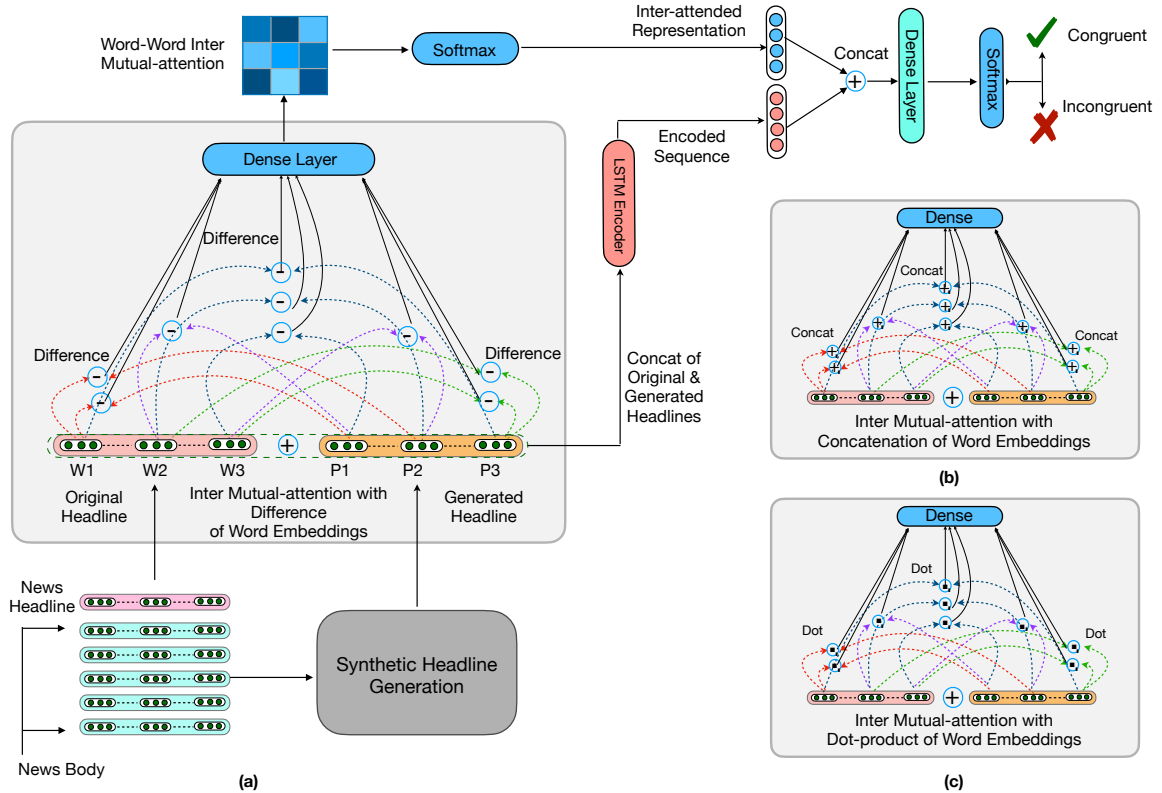 Word-Word Inter
Mutual-attention
Softmax
Inter-attended
Representation
Concat
Dense Layer
Softmax
Congruent
Incongruent
Encoded
Sequence
LSTM Encoder
Dense Layer
Difference
Difference
Difference
W1 W2 W3 P1 P2 P3
Original
Headline
Inter Mutual-attention with
Difference
of Word Embeddings
Generated
Headline
Concat of
Original &
Generated
Headlines
News
Headline
Synthetic Headline
Generation
News Body
(a)
Dense
Concat
Concat
Concat
Inter Mutual-attention with
Concatenation of Word Embeddings
(b)
Dense
Dot
Dot
Dot
Inter Mutual-attention with
Dot-product of Word Embeddings
(c)